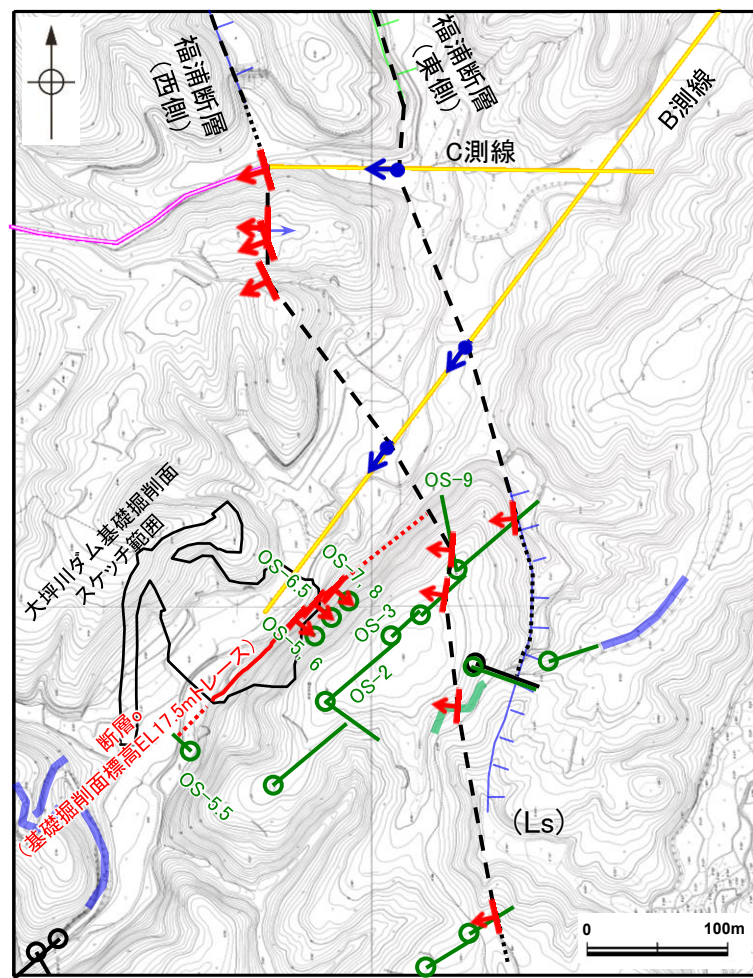 福浦断層
(西側)
福浦断層
(東側)
B測線
C測線
大坪川ダム基礎掘削面
スケッチ範囲
OS-9
OS-7, 8
OS-6.5
OS-5, 6
OS-3
OS-2
OS-5.5
断層o
(基礎掘削面標高EL17.5mトレース)
(Ls)
0 100m